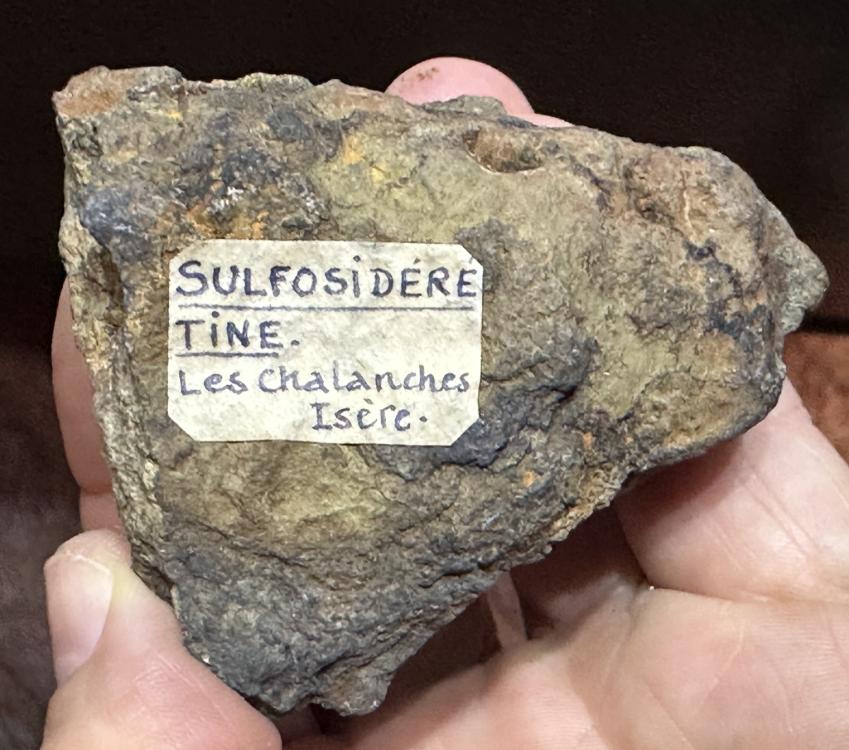 SULFOSiDÉRE
TiNE.
Les Chalanches
Isère.